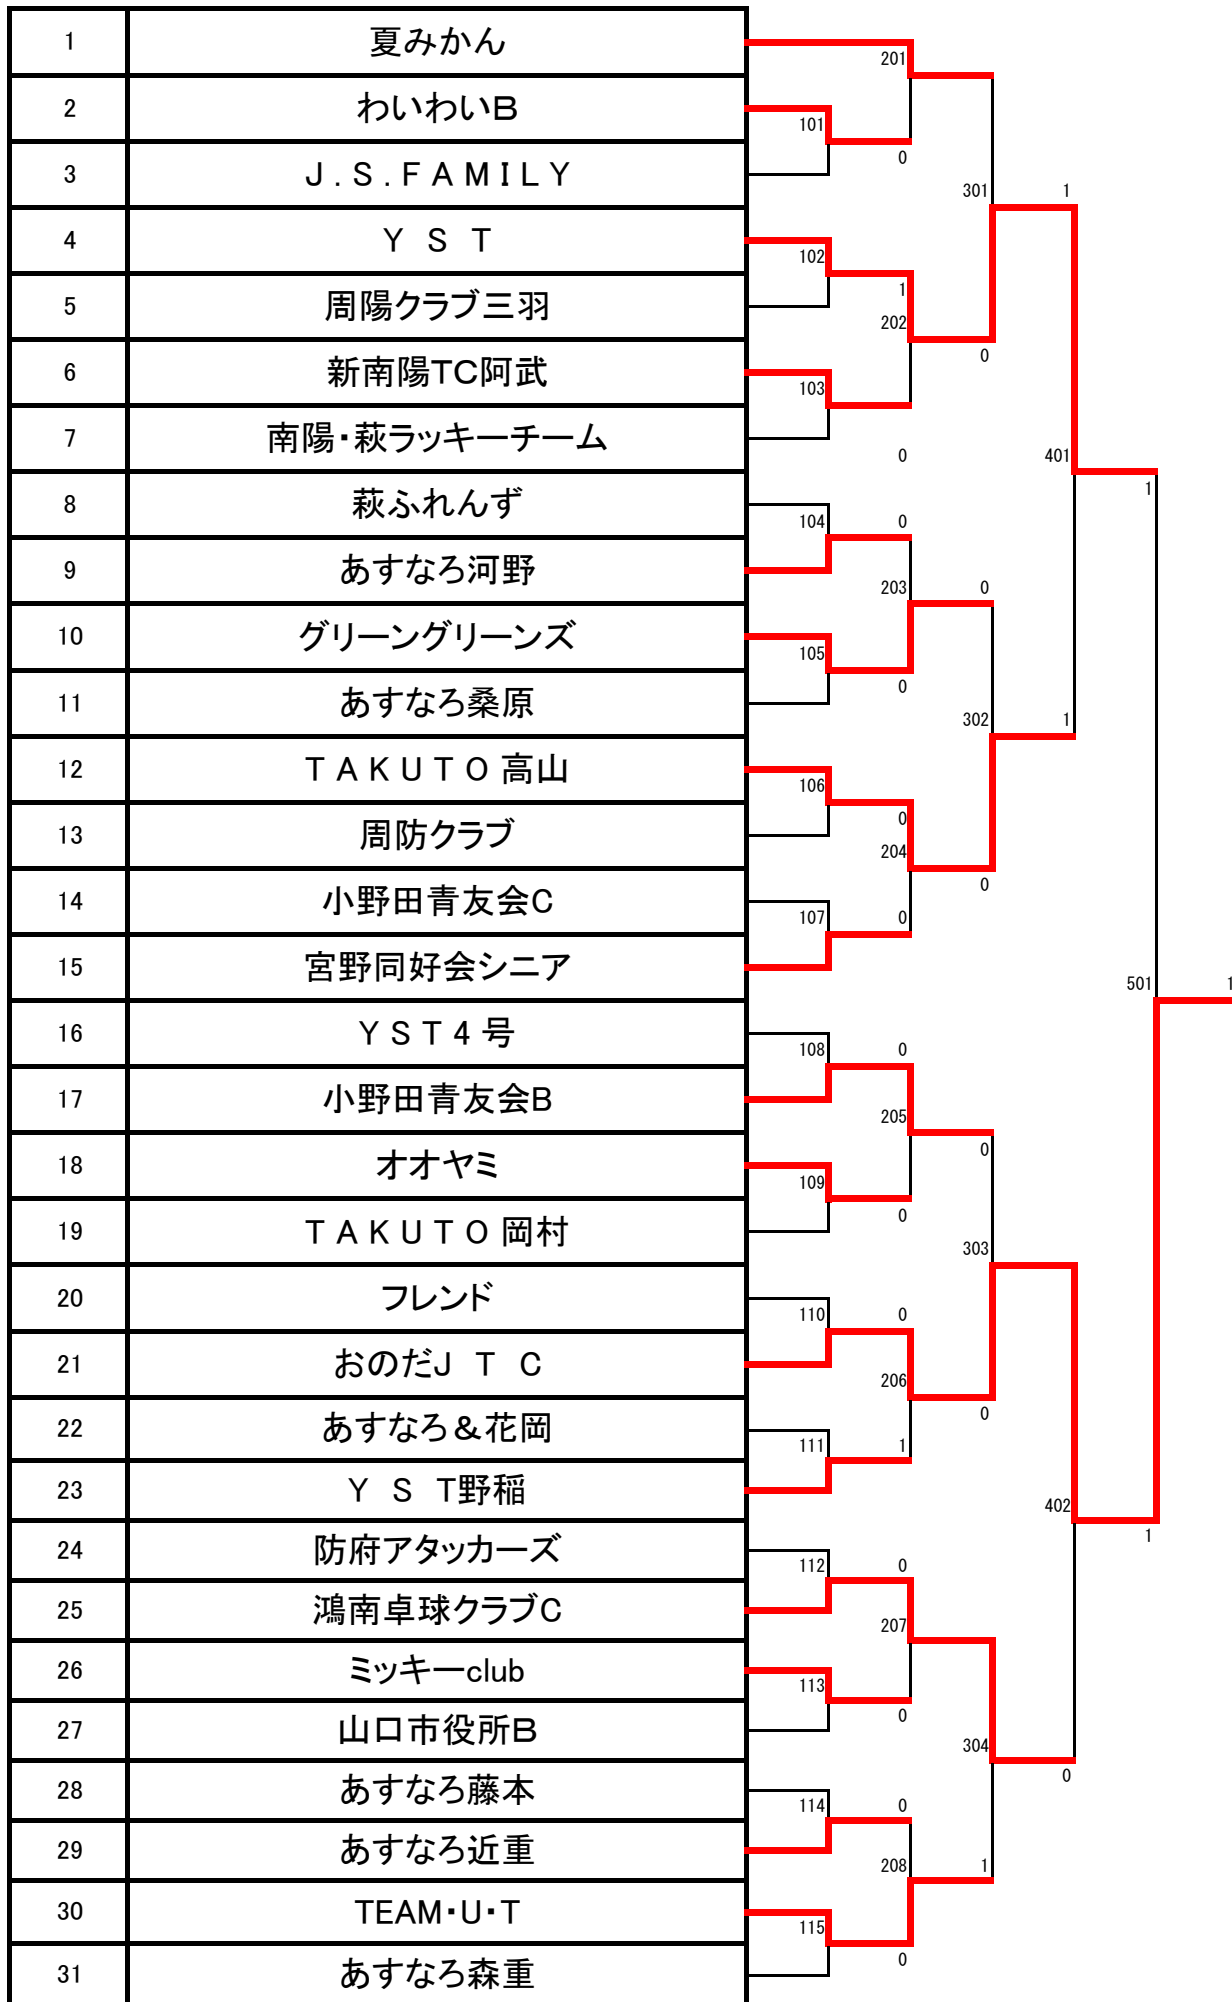 1 夏みかん
201
2 わいわいB
101
0
3 J.S.FAMILY
301 1
4 Y S T
102
1
5 周陽クラブ三羽
202
0
6 新南陽TC阿武
103
7 南陽・萩ラッキーチーム
0 401
1
8 萩ふれんず
104 0
9 あすなろ河野
203 0
10 グリーングリーンズ
105
0
11 あすなろ桑原
302 1
12 TAKUTO高山
106
0
13 周防クラブ
204
0
14 小野田青友会C
107 0
15 宮野同好会シニア
501 1
16 YST4号
108 0
17 小野田青友会B
205
0
18 オオヤミ
109
0
19 TAKUTO岡村
303
20 フレンド
110 0
21 おのだJ T C
206
0
22 あすなろ&花岡
111 1
23 Y S T野稲
402
1
24 防府アタッカーズ
112 0
25 鴻南卓球クラブC
207
26 ミッキーclub
113
0
27 山口市役所B
304
0
28 あすなろ藤本
114 0
29 あすなろ近重
208 1
30 TEAM・U・T
115
0
31 あすなろ森重